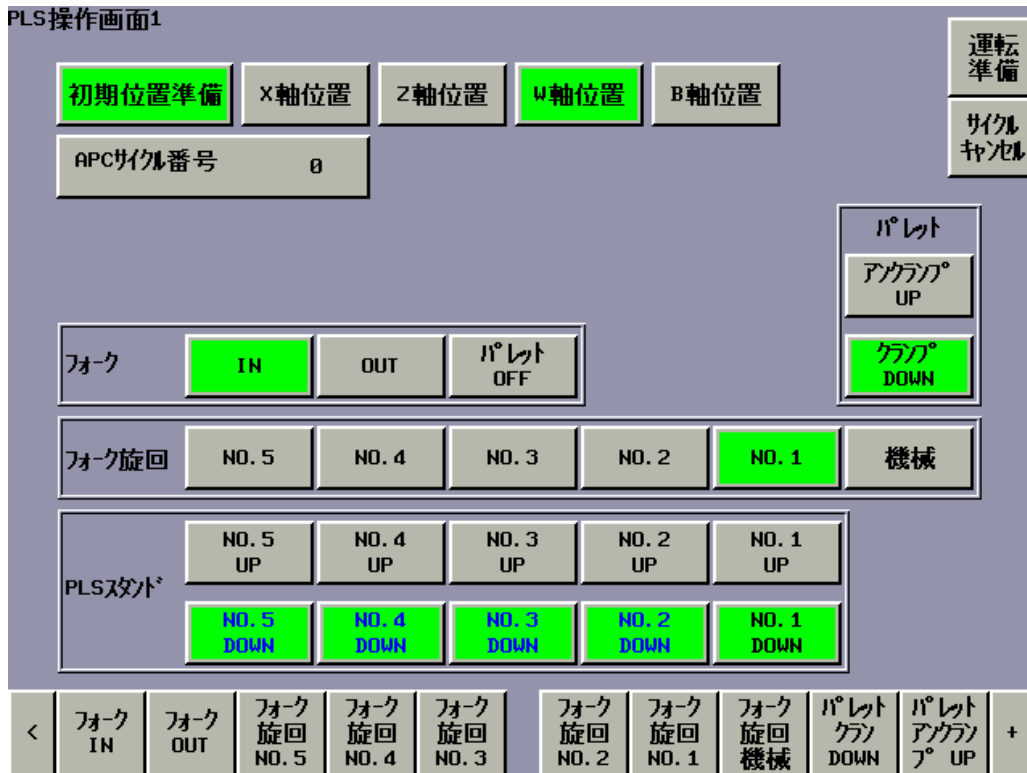 PLS操作画面1
運転
準備
初期位置準備
X軸位置
Z軸位置
W軸位置
B軸位置
サイクル
キャンセル
APCサイクル番号 0
パレット
アンクランプ
UP
クランプ
DOWN
フォーク
IN
OUT
パレット
OFF
フォーク旋回
NO.5
NO.4
NO.3
NO.2
NO.1
機械
PLSスタンド
NO.5
UP
NO.4
UP
NO.3
UP
NO.2
UP
NO.1
UP
NO.5
DOWN
NO.4
DOWN
NO.3
DOWN
NO.2
DOWN
NO.1
DOWN
<
フォーク
IN
フォーク
OUT
フォーク
旋回
NO.5
フォーク
旋回
NO.4
フォーク
旋回
NO.3
フォーク
旋回
NO.2
フォーク
旋回
NO.1
フォーク
旋回
機械
パレット
クラン
DOWN
パレット
アンクラン
プ UP
+